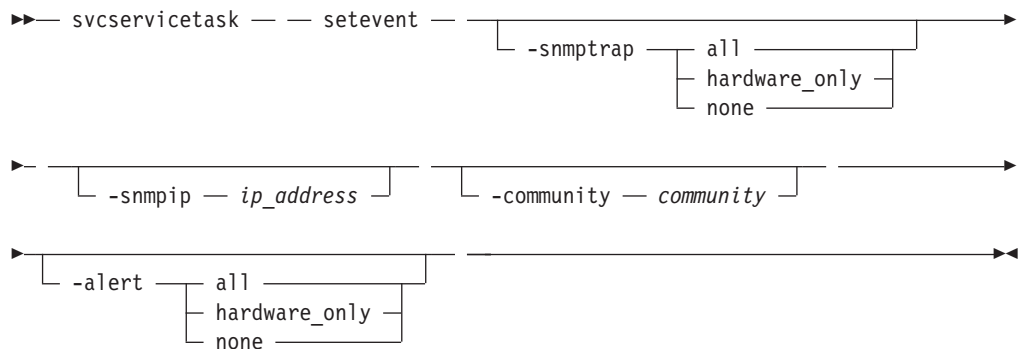 svcservicetask setevent
-snmptrap all
hardware_only
none
-snmpip ip_address -community community
-alert all
hardware_only
none